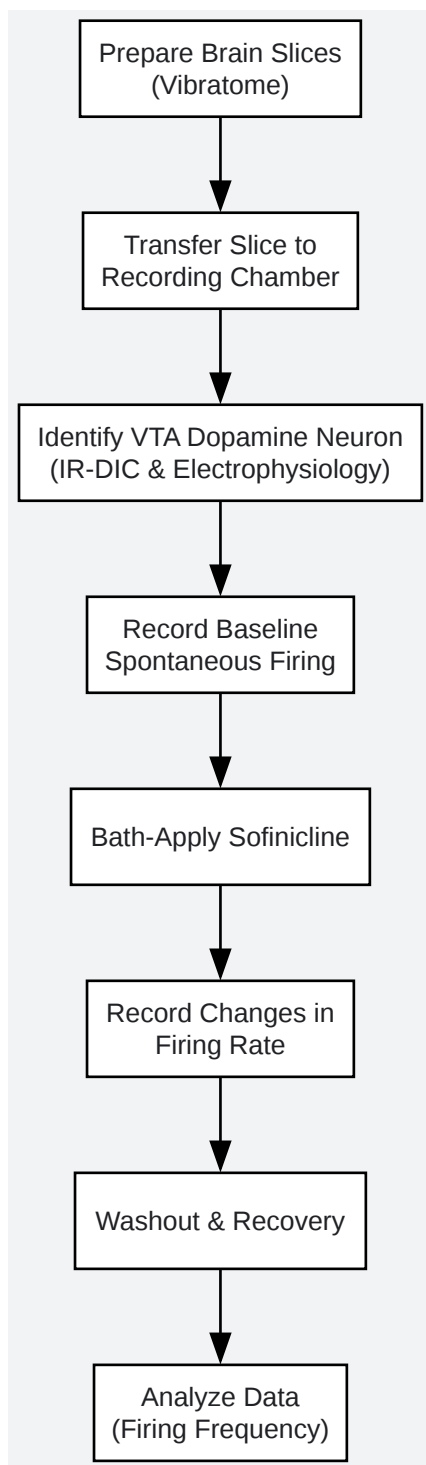 Prepare Brain Slices
(Vibratome)
Transfer Slice to
Recording Chamber
Identify VTA Dopamine Neuron
(IR-DIC & Electrophysiology)
Record Baseline
Spontaneous Firing
Bath-Apply Sofinicline
Record Changes in
Firing Rate
Washout & Recovery
Analyze Data
(Firing Frequency)